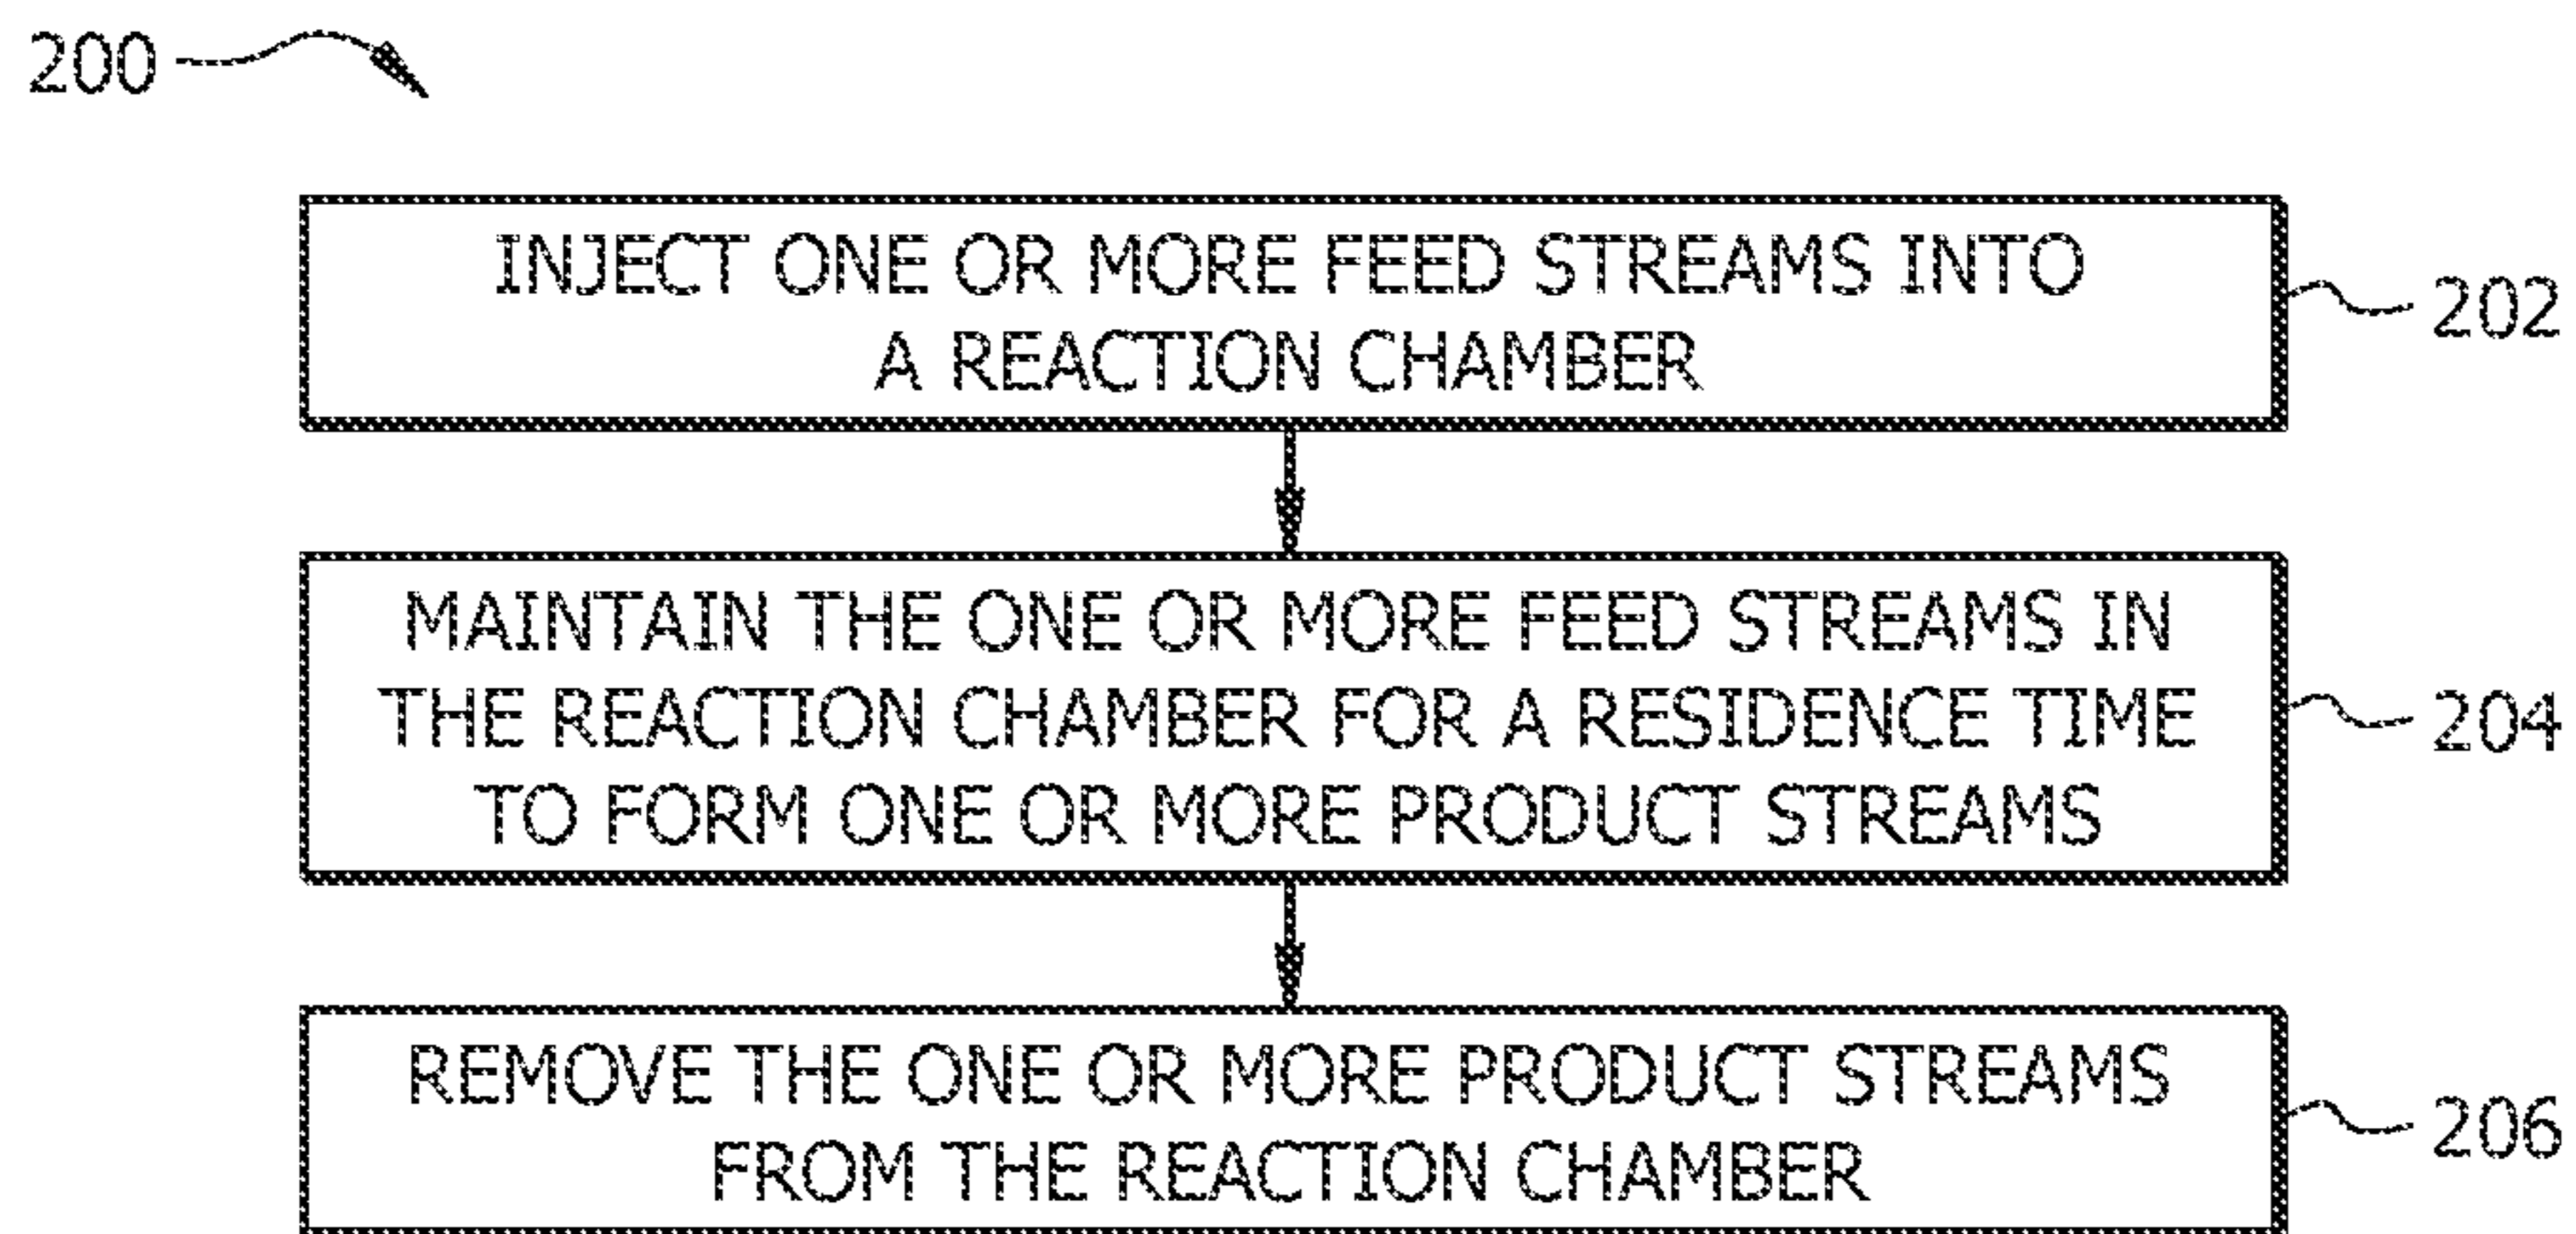 200
INJECT ONE OR MORE FEED STREAMS INTO
A REACTION CHAMBER
202
MAINTAIN THE ONE OR MORE FEED STREAMS IN
THE REACTION CHAMBER FOR A RESIDENCE TIME
TO FORM ONE OR MORE PRODUCT STREAMS
204
REMOVE THE ONE OR MORE PRODUCT STREAMS
FROM THE REACTION CHAMBER
206